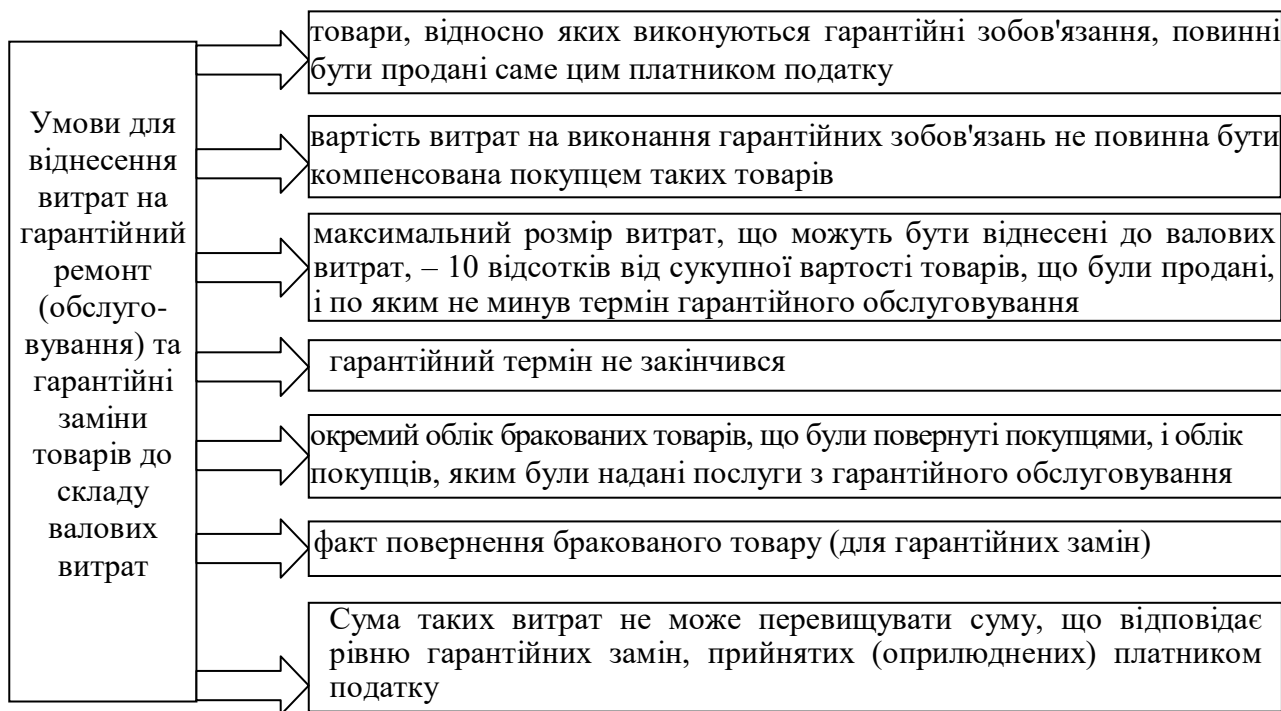 Умови для
віднесення
витрат на
гарантійний
ремонт
(обслуго-
вування) та
гарантійні
заміни
товарів до
складу
валових
витрат
товари, відносно яких виконуються гарантійні зобов'язання, повинні
бути продані саме цим платником податку
вартість витрат на виконання гарантійних зобов'язань не повинна бути
компенсована покупцем таких товарів
максимальний розмір витрат, що можуть бути віднесені до валових
витрат, – 10 відсотків від сукупної вартості товарів, що були продані,
і по яким не минув термін гарантійного обслуговування
гарантійний термін не закінчився
окремий облік бракованих товарів, що були повернуті покупцями, і облік
покупців, яким були надані послуги з гарантійного обслуговування
факт повернення бракованого товару (для гарантійних замін)
Сума таких витрат не може перевищувати суму, що відповідає
рівню гарантійних замін, прийнятих (оприлюднених) платником
податку